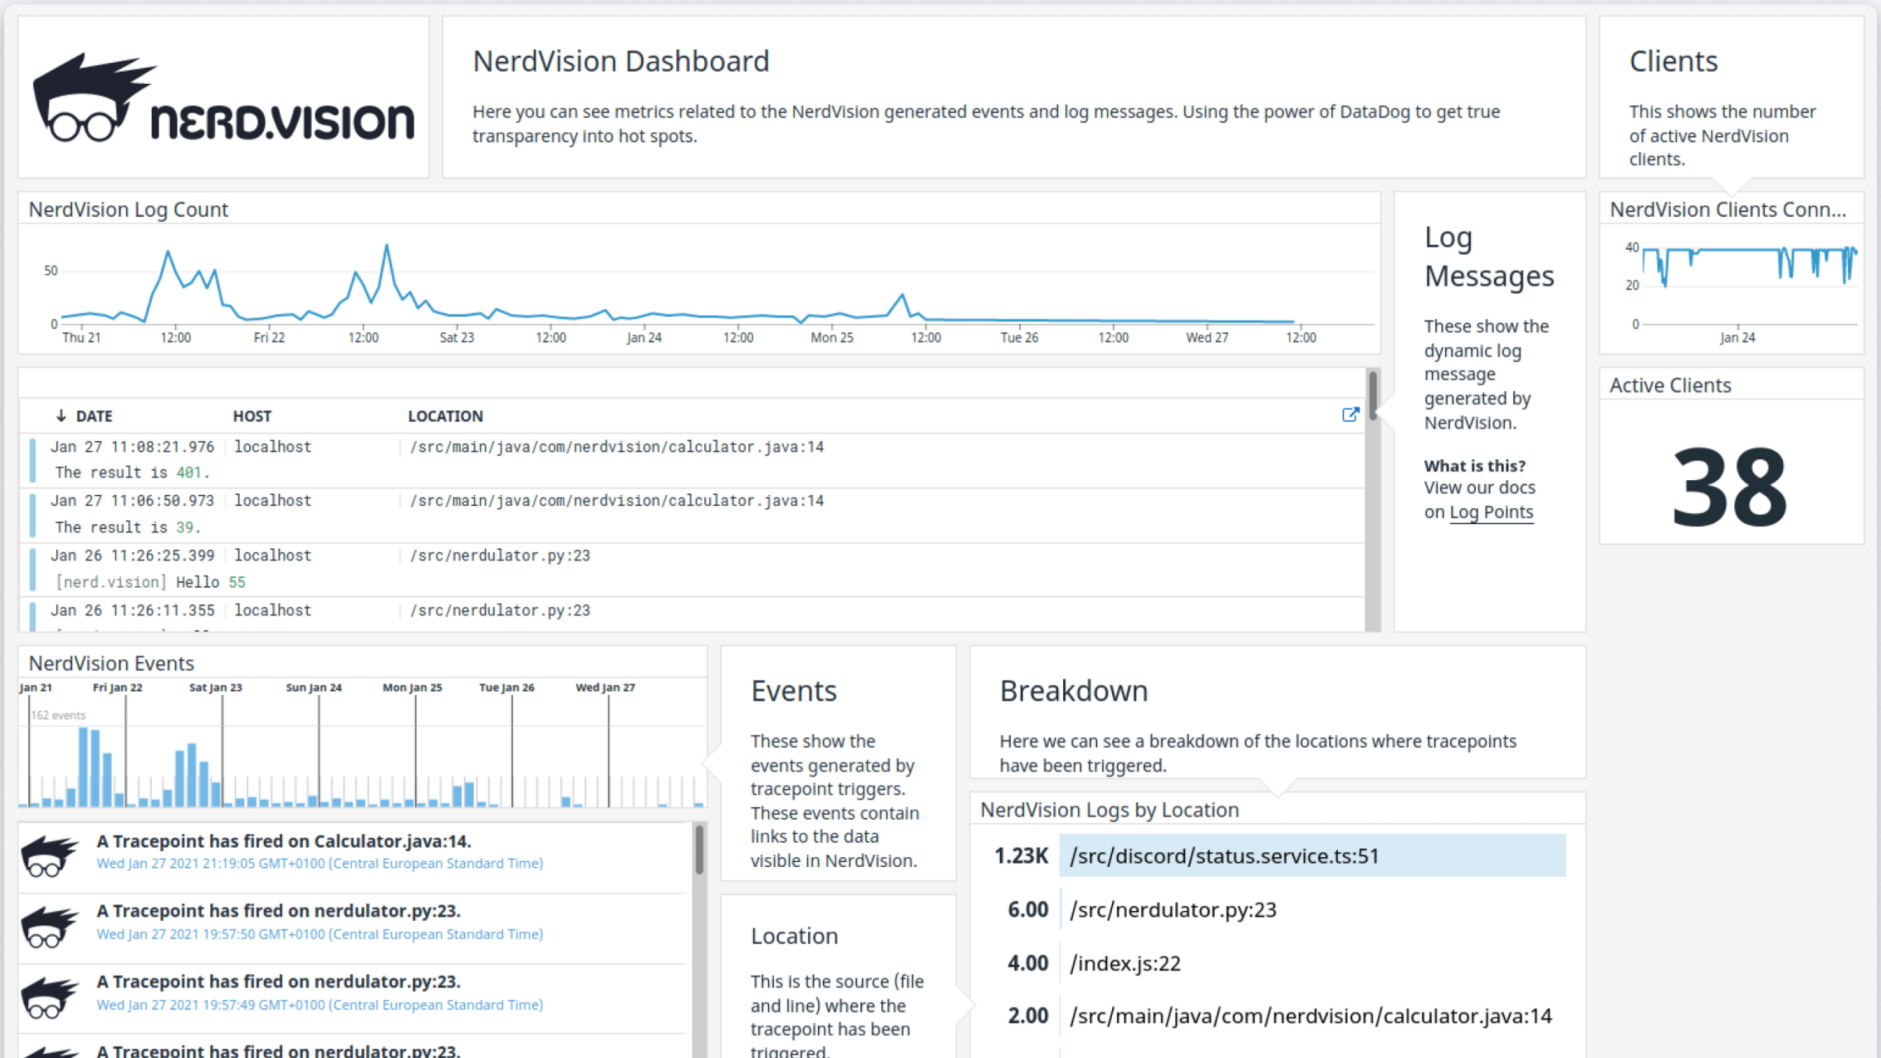 NERD.VISION
NerdVision Dashboard
Here you can see metrics related to the NerdVision generated events and log messages. Using the power of DataDog to get true
transparency into hot spots.
Clients
This shows the number
of active NerdVision
clients.
NerdVision Log Count
50
0
Thu 21 12:00 Fri 22 12:00 Sat 23 12:00 Jan 24 12:00 Mon 25 12:00 Tue 26 12:00 Wed 27 12:00
Log
Messages
These show the
dynamic log
message
generated by
NerdVision.
What is this?
View our docs
on Log Points
NerdVision Clients Conn...
40
20
0
Jan 24
Active Clients
38
↓ DATE HOST LOCATION
Jan 27 11:08:21.976 localhost /src/main/java/com/nerdvision/calculator.java:14
The result is 401.
Jan 27 11:06:50.973 localhost /src/main/java/com/nerdvision/calculator.java:14
The result is 39.
Jan 26 11:26:25.399 localhost /src/nerdulator.py:23
[nerd.vision] Hello 55
Jan 26 11:26:11.355 localhost /src/nerdulator.py:23
NerdVision Events
Jan 21 Fri Jan 22 Sat Jan 23 Sun Jan 24 Mon Jan 25 Tue Jan 26 Wed Jan 27
162 events
A Tracepoint has fired on Calculator.java:14.
Wed Jan 27 2021 21:19:05 GMT+0100 (Central European Standard Time)
A Tracepoint has fired on nerdulator.py:23.
Wed Jan 27 2021 19:57:50 GMT+0100 (Central European Standard Time)
A Tracepoint has fired on nerdulator.py:23.
Wed Jan 27 2021 19:57:49 GMT+0100 (Central European Standard Time)
A Tracepoint has fired on nerdulator.py:23.
Events
These show the
events generated by
tracepoint triggers.
These events contain
links to the data
visible in NerdVision.
Location
This is the source (file
and line) where the
tracepoint has been
triggered.
Breakdown
Here we can see a breakdown of the locations where tracepoints
have been triggered.
NerdVision Logs by Location
1.23K /src/discord/status.service.ts:51
6.00 /src/nerdulator.py:23
4.00 /index.js:22
2.00 /src/main/java/com/nerdvision/calculator.java:14